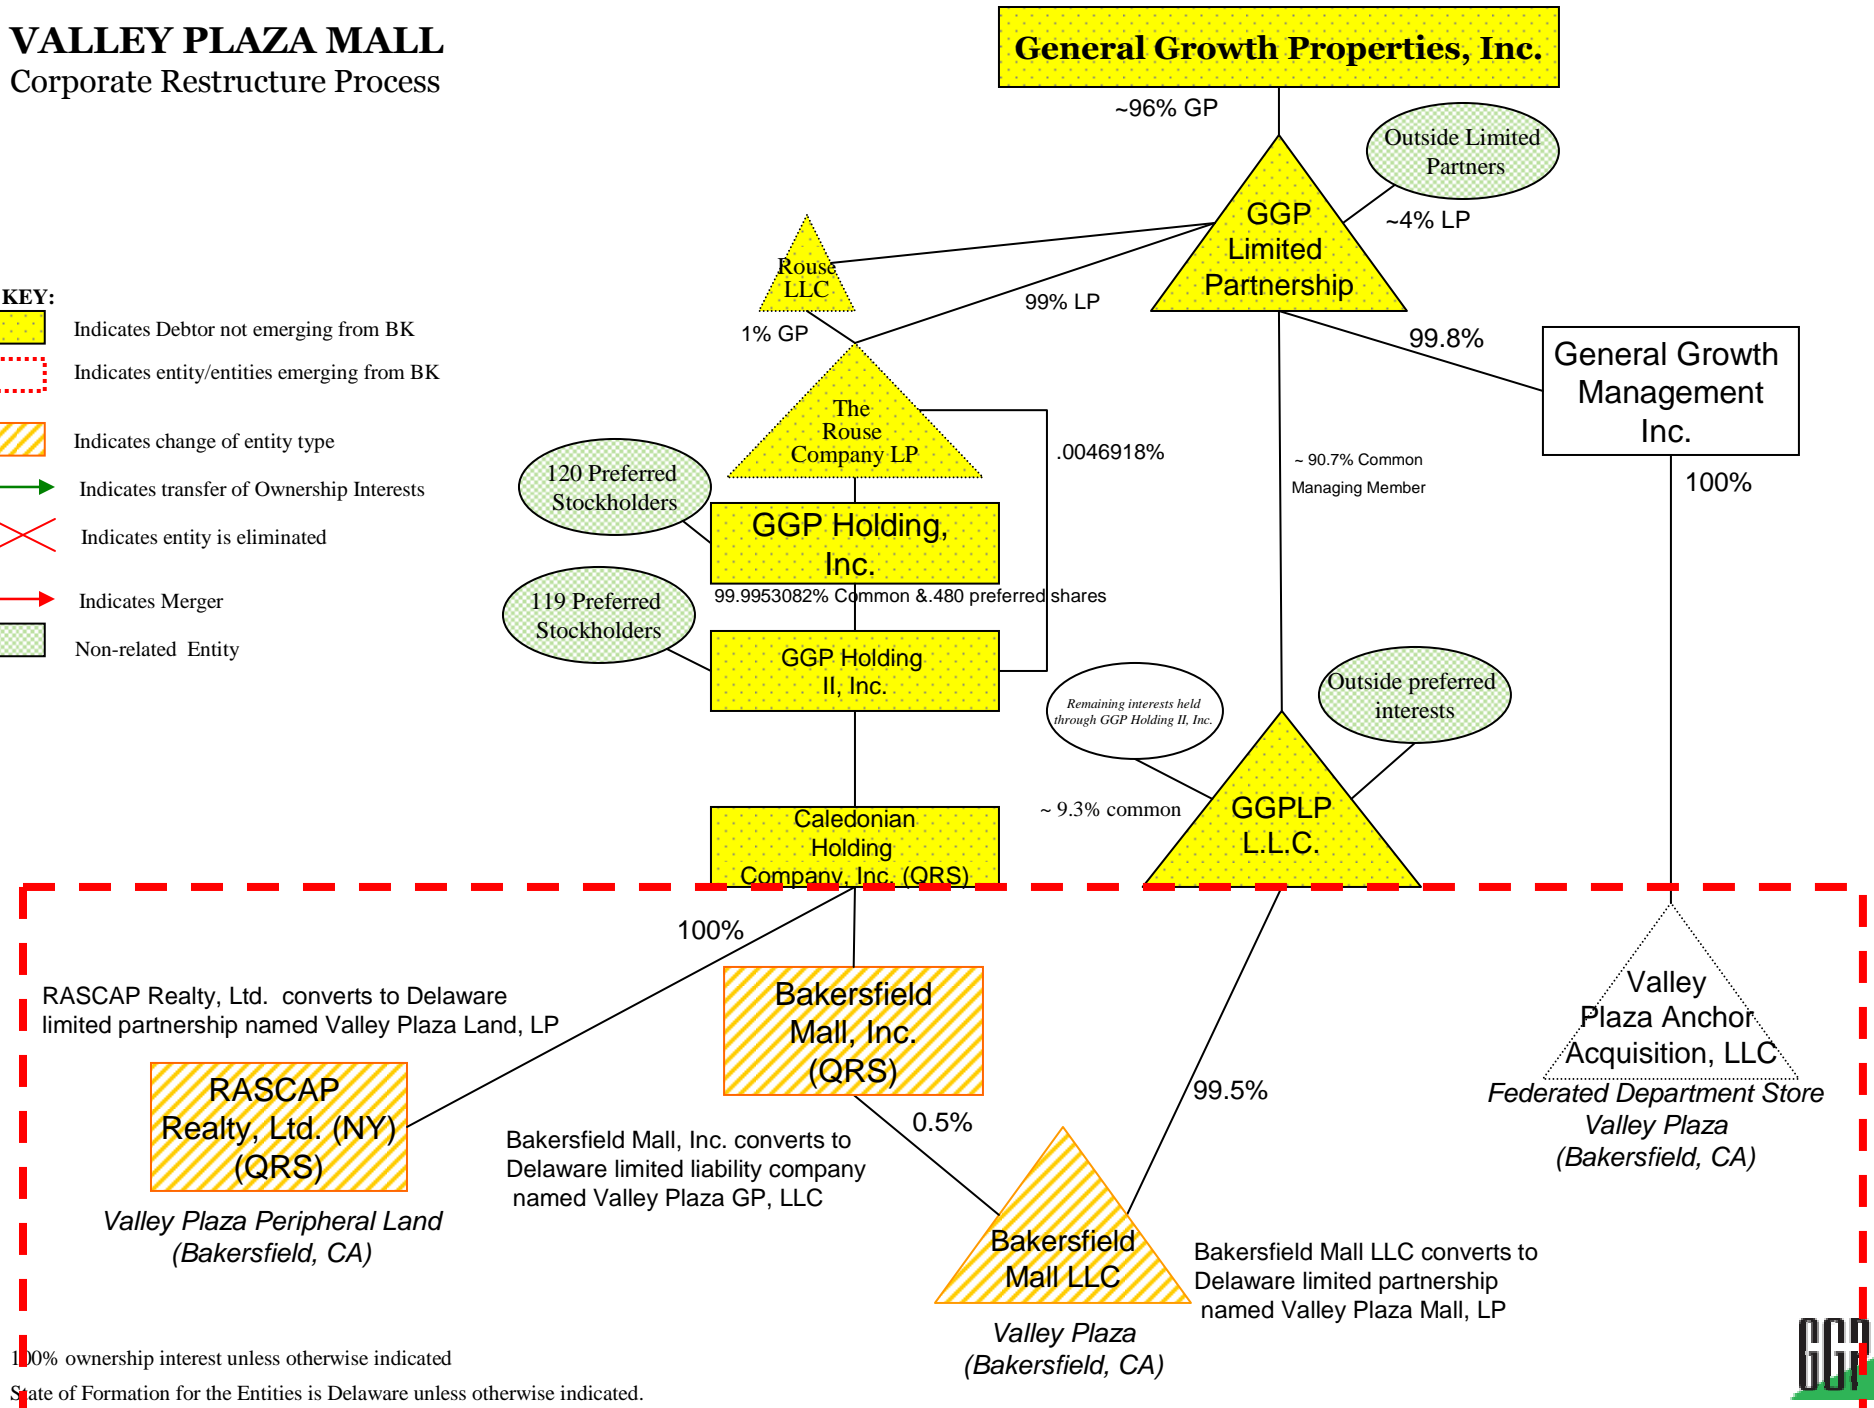 VALLEY PLAZA MALL
Corporate Restructure Process
General Growth Properties, Inc.
~96% GP
Outside Limited
Partners
~4% LP
GGP
Limited
Partnership
Rouse
LLC
1% GP
99% LP
99.8%
General Growth
Management
Inc.
100%
KEY:
Indicates Debtor not emerging from BK
Indicates entity/entities emerging from BK
Indicates change of entity type
Indicates transfer of Ownership Interests
Indicates entity is eliminated
Indicates Merger
Non-related Entity
The
Rouse
Company LP
.0046918%
~ 90.7% Common
Managing Member
120 Preferred
Stockholders
GGP Holding,
Inc.
99.9953082% Common &.480 preferred shares
119 Preferred
Stockholders
GGP Holding
II, Inc.
Remaining interests held
through GGP Holding II, Inc.
Outside preferred
interests
~ 9.3% common
GGPLP
L.L.C.
Caledonian
Holding
Company, Inc. (QRS)
100%
RASCAP Realty, Ltd. converts to Delaware
limited partnership named Valley Plaza Land, LP
RASCAP
Realty, Ltd. (NY)
(QRS)
Valley Plaza Peripheral Land
(Bakersfield, CA)
Bakersfield
Mall, Inc.
(QRS)
0.5%
99.5%
Bakersfield Mall, Inc. converts to
Delaware limited liability company
named Valley Plaza GP, LLC
Bakersfield
Mall LLC
Valley Plaza
(Bakersfield, CA)
Bakersfield Mall LLC converts to
Delaware limited partnership
named Valley Plaza Mall, LP
Valley
Plaza Anchor
Acquisition, LLC
Federated Department Store
Valley Plaza
(Bakersfield, CA)
100% ownership interest unless otherwise indicated
State of Formation for the Entities is Delaware unless otherwise indicated.
GGP